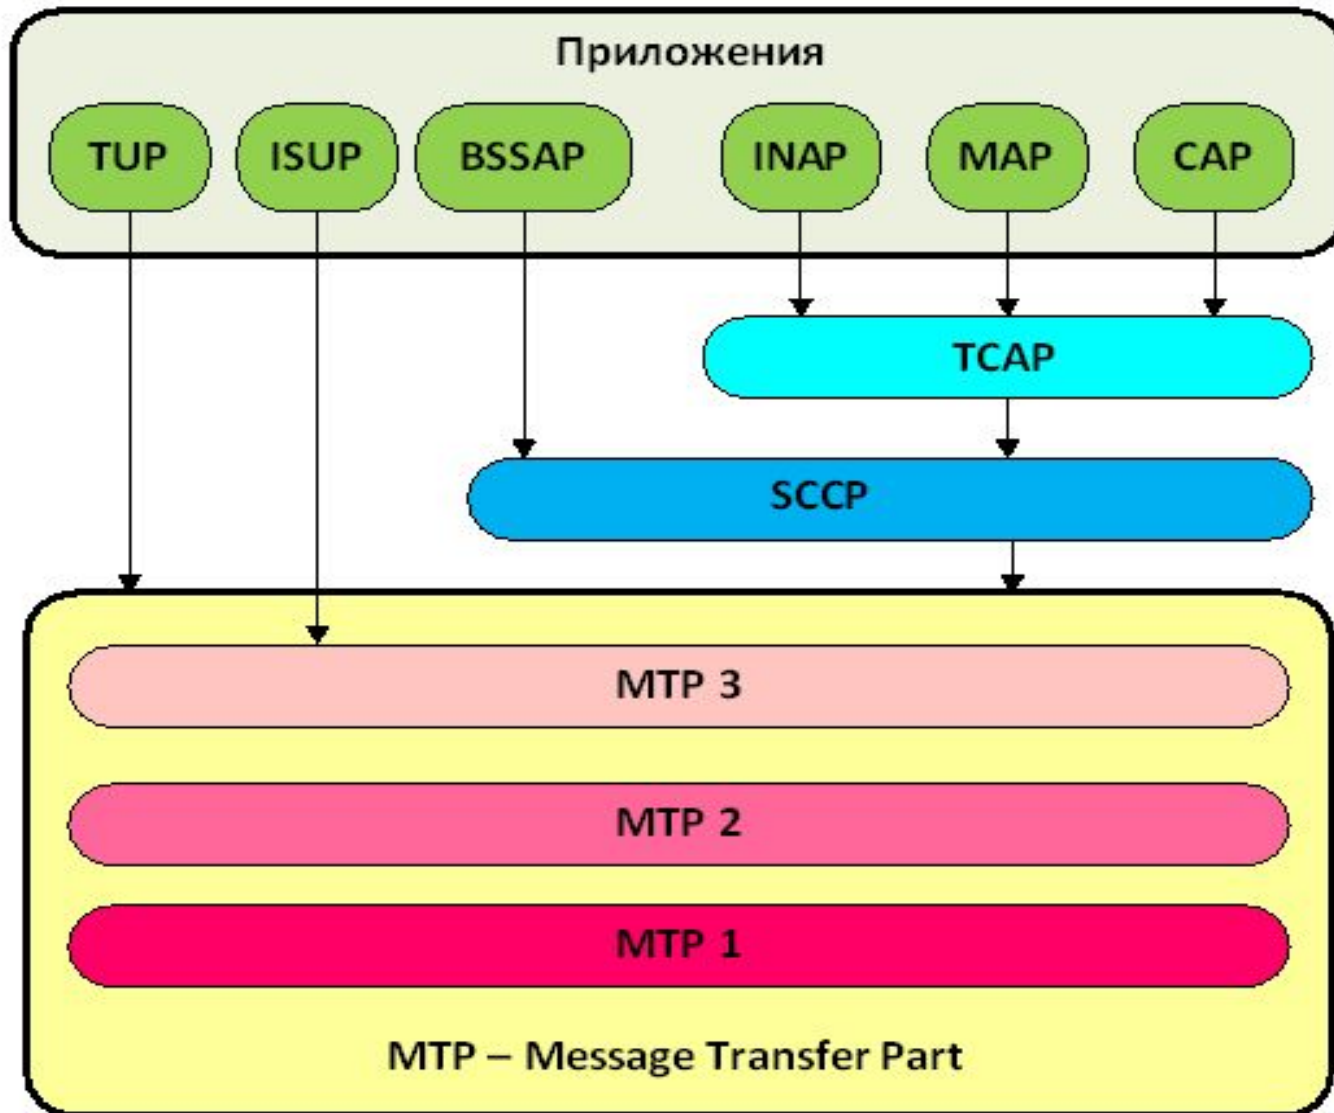 Приложения
TUP ISUP BSSAP INAP MAP CAP
TCAP
SCCP
MTP 3
MTP 2
MTP 1
MTP – Message Transfer Part